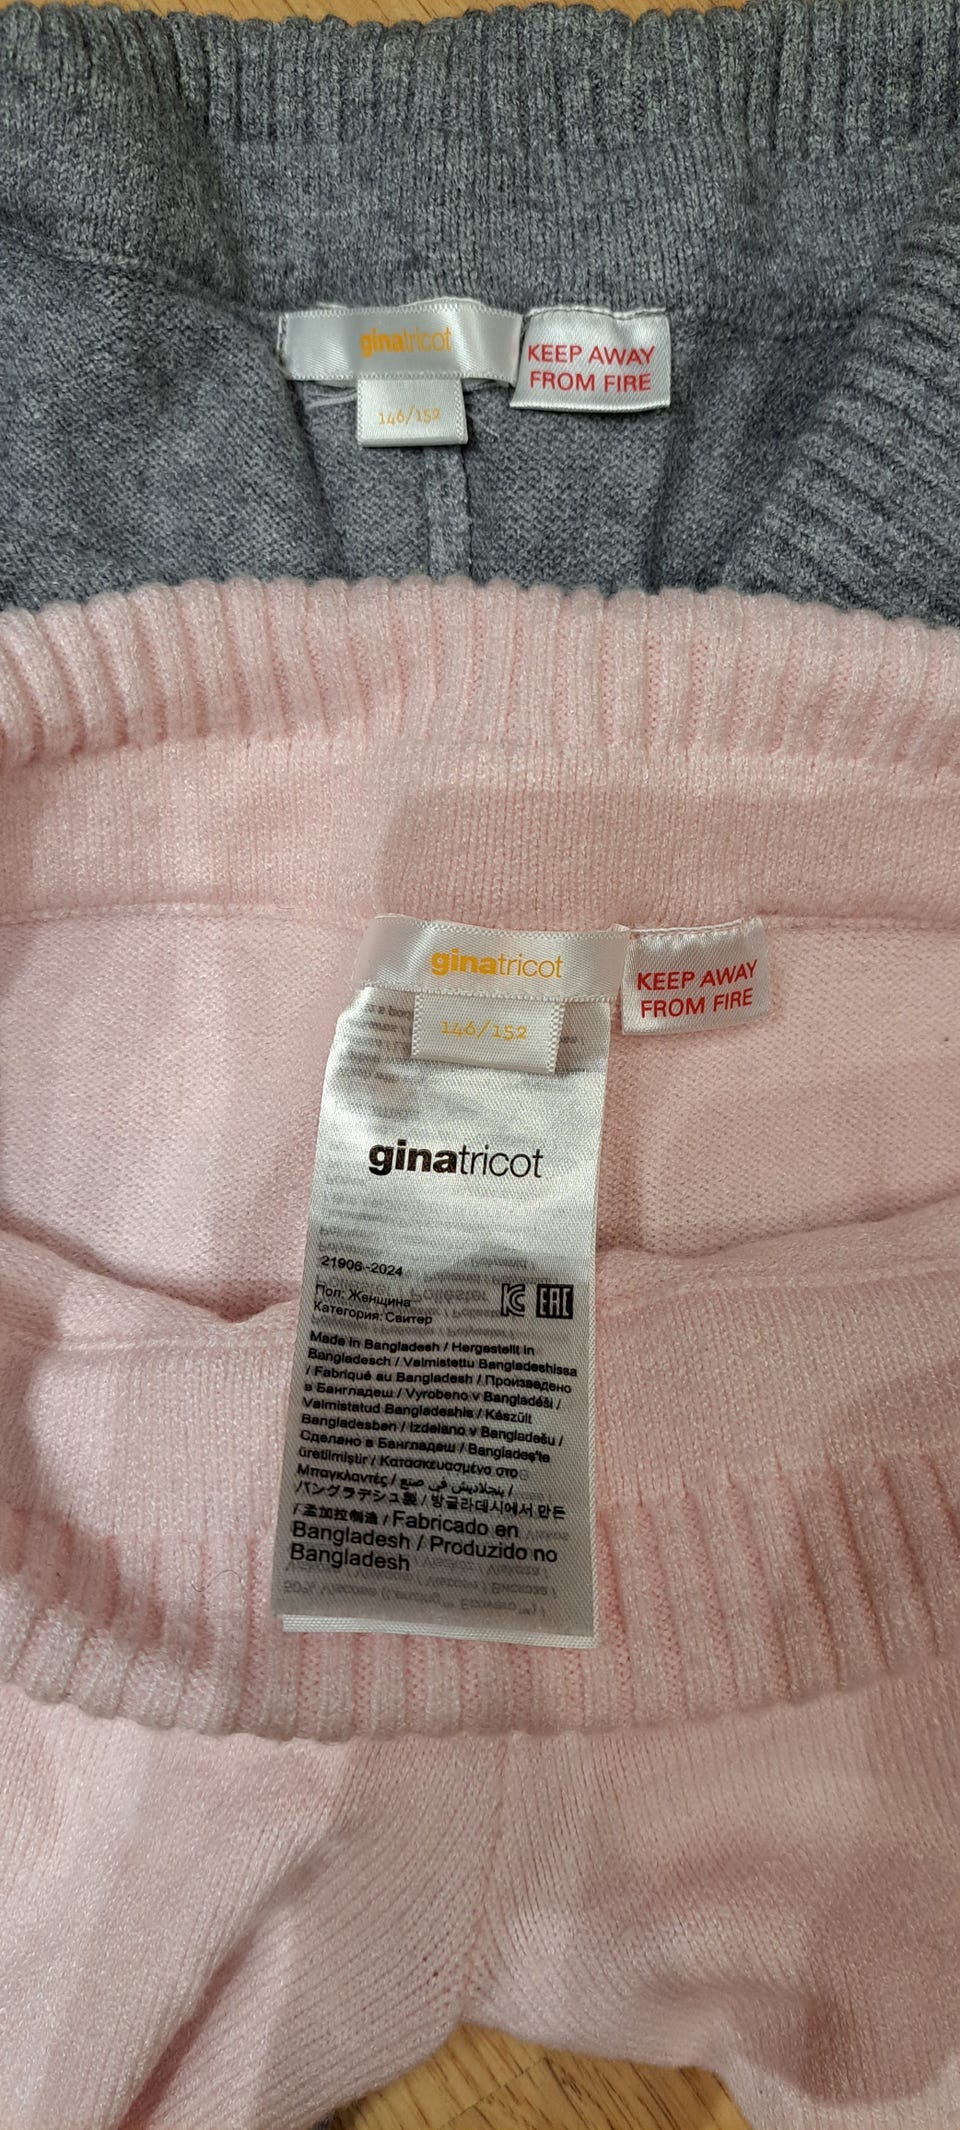 ginatricot
KEEP AWAY
FROM FIRE
146/152
ginatricot
KEEP AWAY
FROM FIRE
146/152
ginatricot
21906-2024
Пол: Женщина
Категория: Свитер
EAC
Made in Bangladesh / Hergestellt in
Bangladesch / Valmistettu Bangladeshissa
/ Fabriqué au Bangladesh / Произведено
в Бангладеш / Vyrobeno v Bangladéši /
Valmistatud Bangladeshis / Készült
Bangladesben / Izdelano v Bangladešu /
Сделано в Бангладеш / Bangladeş'te
üretilmiştir / Κατασκευασμένο στο
Μπαγκλαντές / صنع في بنجلاديش /
バングラデシュ製 / 방글라데시에서 만든
/ 孟加拉制造 / Fabricado en
Bangladesh / Produzido no
Bangladesh